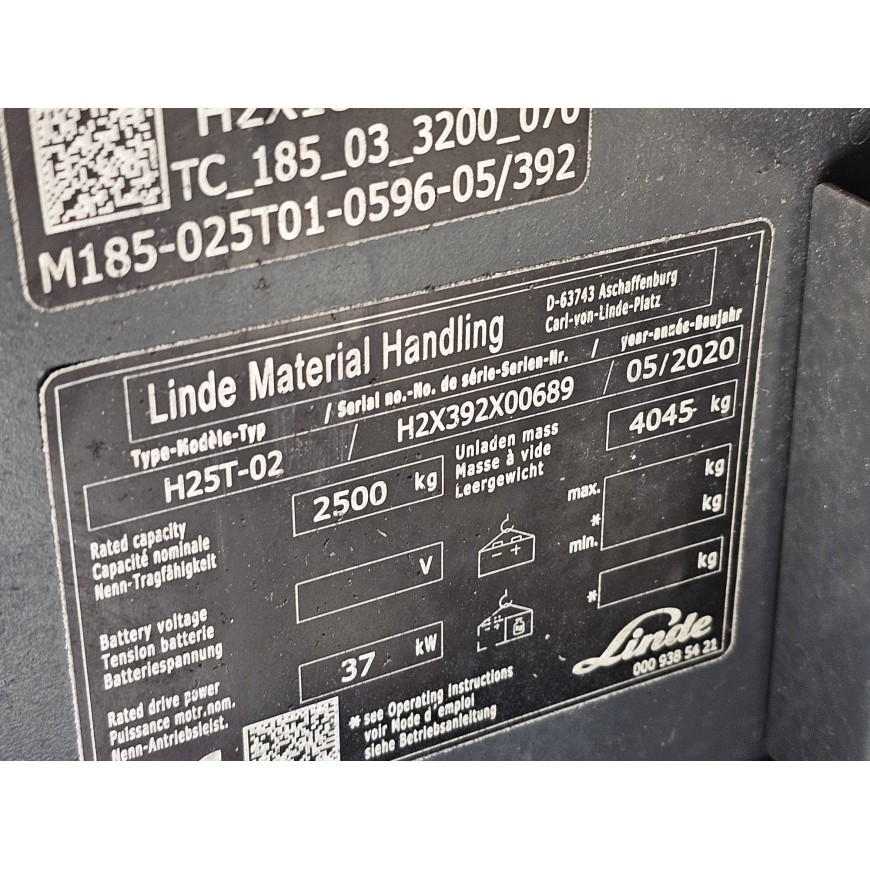 TC_185_03_3200_070
M185-025T01-0596-05/392
Linde Material Handling
D-63743 Aschaffenburg
Carl-von-Linde-Platz
Type-Modèle-Typ / Serial no.-No. de série-Serien-Nr. / year-année-Baujahr
H25T-02 / H2X392X00689 / 05/2020
Rated capacity
Capacité nominale
Nenn-Tragfähigkeit
2500 kg
Unladen mass
Masse à vide
Leergewicht
4045 kg
Battery voltage
Tension batterie
Batteriespannung
V
max. kg
*
min. kg
* kg
Rated drive power
Puissance motr.nom.
Nenn-Antriebsleist.
37 kW
* see Operating Instructions
voir Mode d'emploi
siehe Betriebsanleitung
Linde
000 938 54 21